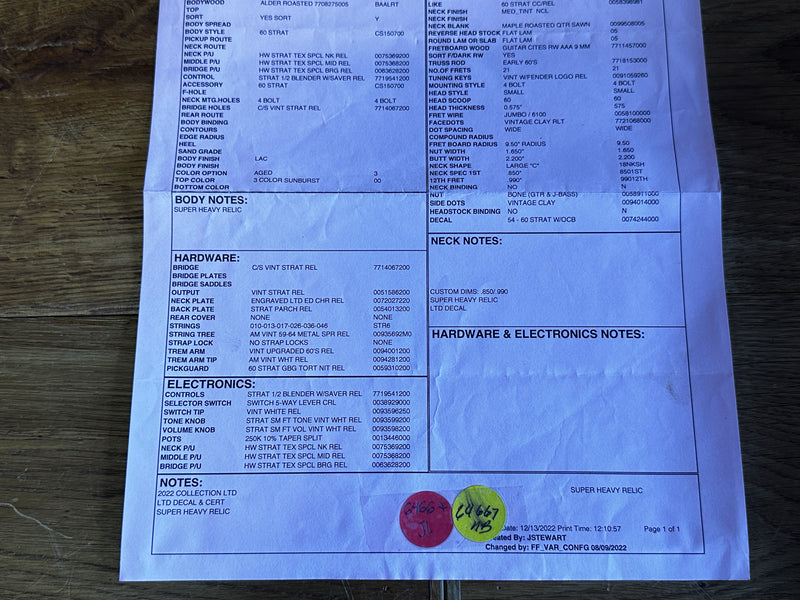 BODYWOOD ALDER ROASTED 7708275005 BAALRT
TOP NCL
SORT YES SORT Y
BODY SPREAD
BODY STYLE 60 STRAT CS150700
PICKUP ROUTE
NECK ROUTE
NECK P/U HW STRAT TEX SPCL NK REL 0075369200
MIDDLE P/U HW STRAT TEX SPCL MID REL 0075368200
BRIDGE P/U HW STRAT TEX SPCL BRG REL 0063628200
CONTROL STRAT 1/2 BLENDER W/SAVER REL 7719541200
ACCESSORY 60 STRAT CS150700
F-HOLE
NECK MTG.HOLES 4 BOLT 4 BOLT
BRIDGE HOLES C/S VINT STRAT REL 7714067200
REAR ROUTE
BODY BINDING
CONTOURS
EDGE RADIUS
HEEL
SAND GRADE
BODY FINISH LAC
BODY FINISH
COLOR OPTION AGED 3
TOP COLOR 3 COLOR SUNBURST 00
BOTTOM COLOR
BODY NOTES:
SUPER HEAVY RELIC
HARDWARE:
BRIDGE C/S VINT STRAT REL 7714067200
BRIDGE PLATES
BRIDGE SADDLES
OUTPUT VINT STRAT REL 0051586200
NECK PLATE ENGRAVED LTD ED CHR REL 0072027220
BACK PLATE STRAT PARCH REL 0054013200
REAR COVER NONE NONE
STRINGS 010-013-017-026-036-046 STR6
STRING TREE AM VINT 59-64 METAL SPR REL 00935692M0
STRAP LOCK NO STRAP LOCKS NONE
TREM ARM VINT UPGRADED 60'S REL 0094001200
TREM ARM TIP AM VINT WHT REL 0094281200
PICKGUARD 60 STRAT GBG TORT NIT REL 0059310200
ELECTRONICS:
CONTROLS STRAT 1/2 BLENDER W/SAVER REL 7719541200
SELECTOR SWITCH SWITCH 5-WAY LEVER CRL 0038929000
SWITCH TIP VINT WHITE REL 0093596250
TONE KNOB STRAT SM FT TONE VINT WHT REL 0093599200
VOLUME KNOB STRAT SM FT VOL VINT WHT REL 0093598200
POTS 250K 10% TAPER SPLIT 0013446000
NECK P/U HW STRAT TEX SPCL NK REL 0075369200
MIDDLE P/U HW STRAT TEX SPCL MID REL 0075368200
BRIDGE P/U HW STRAT TEX SPCL BRG REL 0063628200
LIKE 60 STRAT CC/REL 0058398981
NECK FINISH MED_TINT NCL
NECK FINISH
NECK BLANK MAPLE ROASTED QTR SAWN 0099508005
REVERSE HEAD STOCK FLAT LAM 05
ROUND LAM OR SLAB FLAT LAM 05
FRETBOARD WOOD GUITAR CITES RW AAA 9 MM 7711457000
SORT F/DARK RW YES
TRUSS ROD EARLY 60'S 7718153000
NO.OF FRETS 21 21
TUNING KEYS VINT W/FENDER LOGO REL 0091059260
MOUNTING STYLE 4 BOLT 4 BOLT
HEAD STYLE SMALL SMALL
HEAD SCOOP 60 60
HEAD THICKNESS 0.575" 575
FRET WIRE JUMBO / 6100 0058100000
FACEDOTS VINTAGE CLAY RLT 7721068000
DOT SPACING WIDE WIDE
COMPOUND RADIUS
FRET BOARD RADIUS 9.50" RADIUS 9.50
NUT WIDTH 1.650" 1.650
BUTT WIDTH 2.200" 2.200
NECK SHAPE LARGE "C" 18NKSH
NECK SPEC 1ST .850" 8501ST
12TH FRET .990" 99012TH
NECK BINDING NO N
NUT BONE (GTR & J-BASS) 0058911000
SIDE DOTS VINTAGE CLAY 0094014000
HEADSTOCK BINDING NO N
DECAL 54 - 60 STRAT W/OCB 0074244000
NECK NOTES:
CUSTOM DIMS: .850/.990
SUPER HEAVY RELIC
LTD DECAL
HARDWARE & ELECTRONICS NOTES:
NOTES:
2022 COLLECTION LTD
LTD DECAL & CERT
SUPER HEAVY RELIC
SUPER HEAVY RELIC
64667
Date: 12/13/2022 Print Time: 12:10:57 Page 1 of 1
eated By: JSTEWART
Changed by: FF_VAR_CONFG 08/09/2022